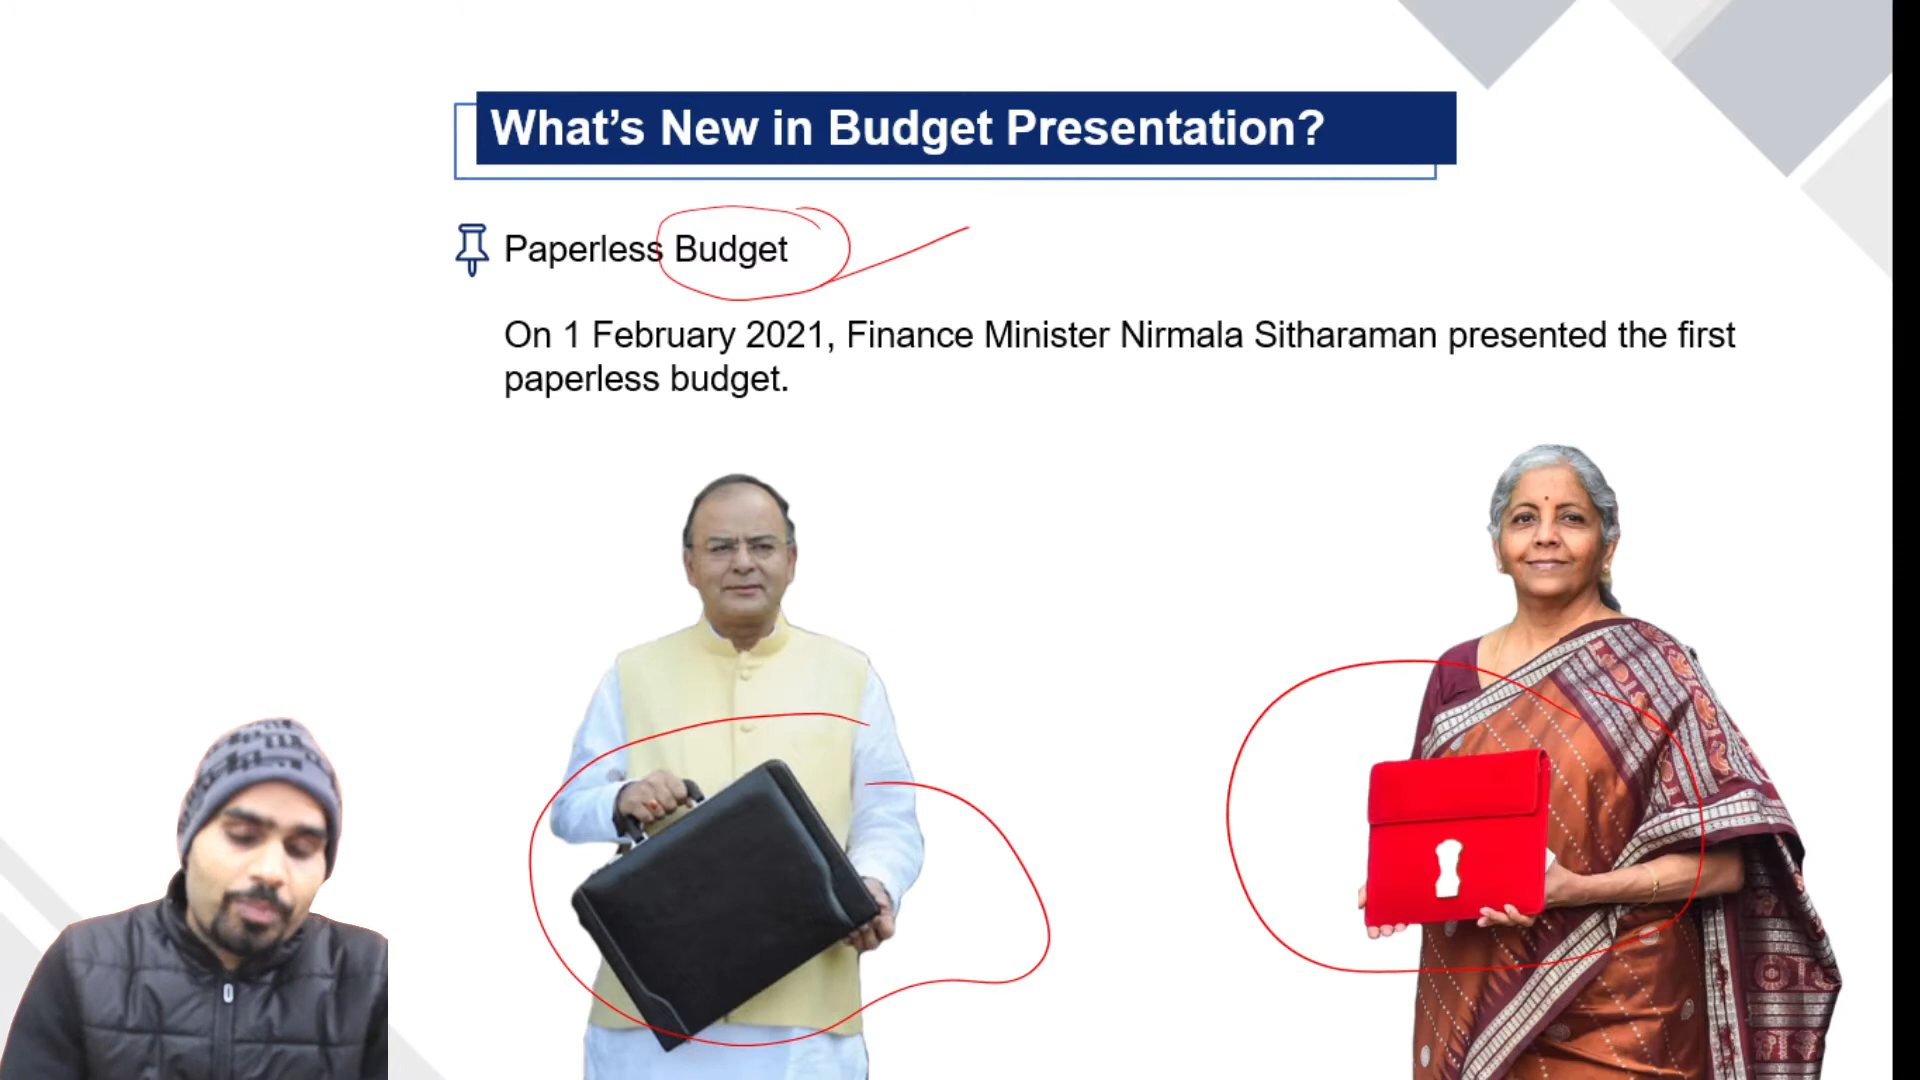 What’s New in Budget Presentation?
Paperless Budget
On 1 February 2021, Finance Minister Nirmala Sitharaman presented the first
paperless budget.